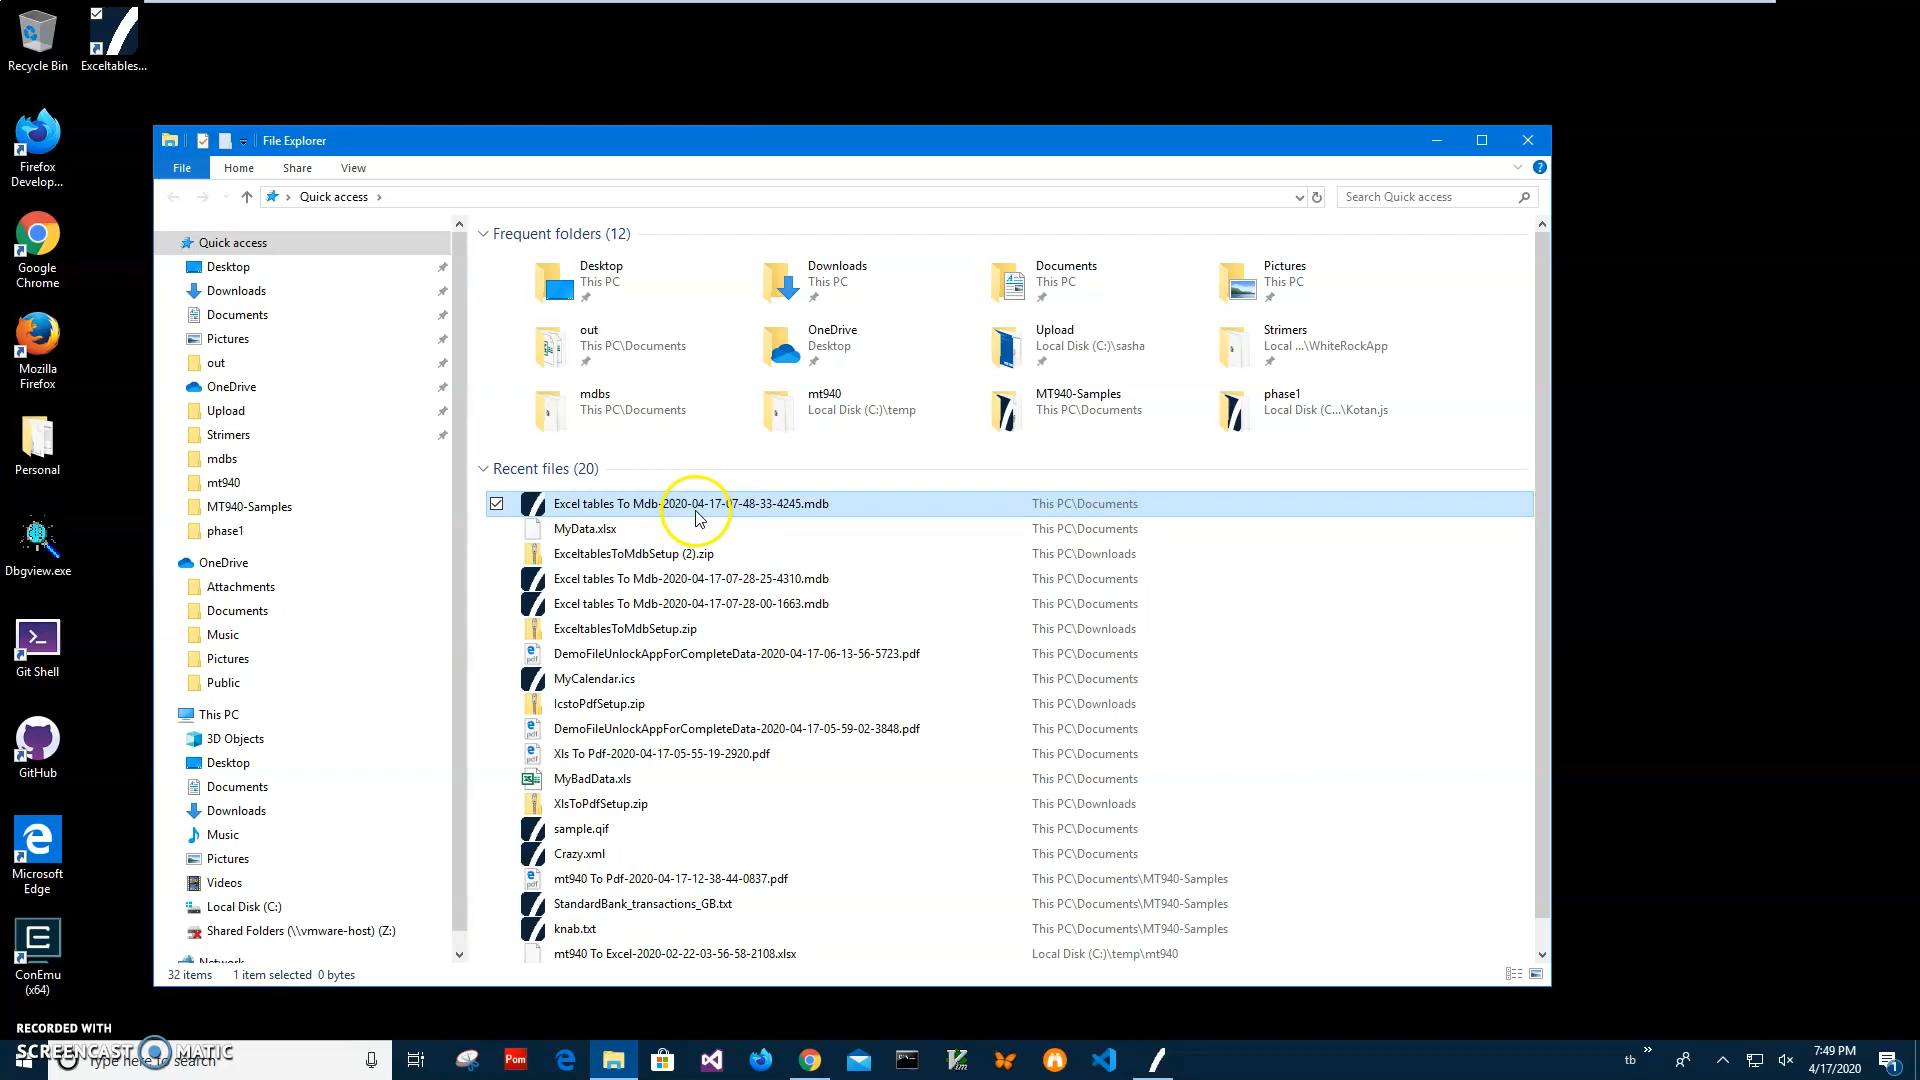 Recycle Bin
Exceltables...
Firefox
Develop...
Google
Chrome
Mozilla
Firefox
Personal
Dbgview.exe
Git Shell
GitHub
Microsoft
Edge
ConEmu
(x64)
File Explorer
File
Home
Share
View
Quick access
Search Quick access
Quick access
Desktop
Downloads
Documents
Pictures
out
OneDrive
Upload
Strimers
mdbs
mt940
MT940-Samples
phase1
OneDrive
Attachments
Documents
Music
Pictures
Public
This PC
3D Objects
Desktop
Documents
Downloads
Music
Pictures
Videos
Local Disk (C:)
Shared Folders (\\vmware-host) (Z:)
Network
Frequent folders (12)
Desktop
This PC
Downloads
This PC
Documents
This PC
Pictures
This PC
out
This PC\Documents
OneDrive
Desktop
Upload
Local Disk (C:)\sasha
Strimers
Local ...\WhiteRockApp
mdbs
This PC\Documents
mt940
Local Disk (C:)\temp
MT940-Samples
This PC\Documents
phase1
Local Disk (C...\Kotan.js
Recent files (20)
Excel tables To Mdb-2020-04-17-07-48-33-4245.mdb This PC\Documents
MyData.xlsx This PC\Documents
ExceltablesToMdbSetup (2).zip This PC\Downloads
Excel tables To Mdb-2020-04-17-07-28-25-4310.mdb This PC\Documents
Excel tables To Mdb-2020-04-17-07-28-00-1663.mdb This PC\Documents
ExceltablesToMdbSetup.zip This PC\Downloads
DemoFileUnlockAppForCompleteData-2020-04-17-06-13-56-5723.pdf This PC\Documents
MyCalendar.ics This PC\Documents
IcstoPdfSetup.zip This PC\Downloads
DemoFileUnlockAppForCompleteData-2020-04-17-05-59-02-3848.pdf This PC\Documents
Xls To Pdf-2020-04-17-05-55-19-2920.pdf This PC\Documents
MyBadData.xls This PC\Documents
XlsToPdfSetup.zip This PC\Downloads
sample.qif This PC\Documents
Crazy.xml This PC\Documents
mt940 To Pdf-2020-04-17-12-38-44-0837.pdf This PC\Documents\MT940-Samples
StandardBank_transactions_GB.txt This PC\Documents\MT940-Samples
knab.txt This PC\Documents\MT940-Samples
mt940 To Excel-2020-02-22-03-56-58-2108.xlsx Local Disk (C:)\temp\mt940
32 items 1 item selected 0 bytes
RECORDED WITH
SCREENCAST MATIC
Type here to search
Pom
Vim
tb
7:49 PM
4/17/2020
1